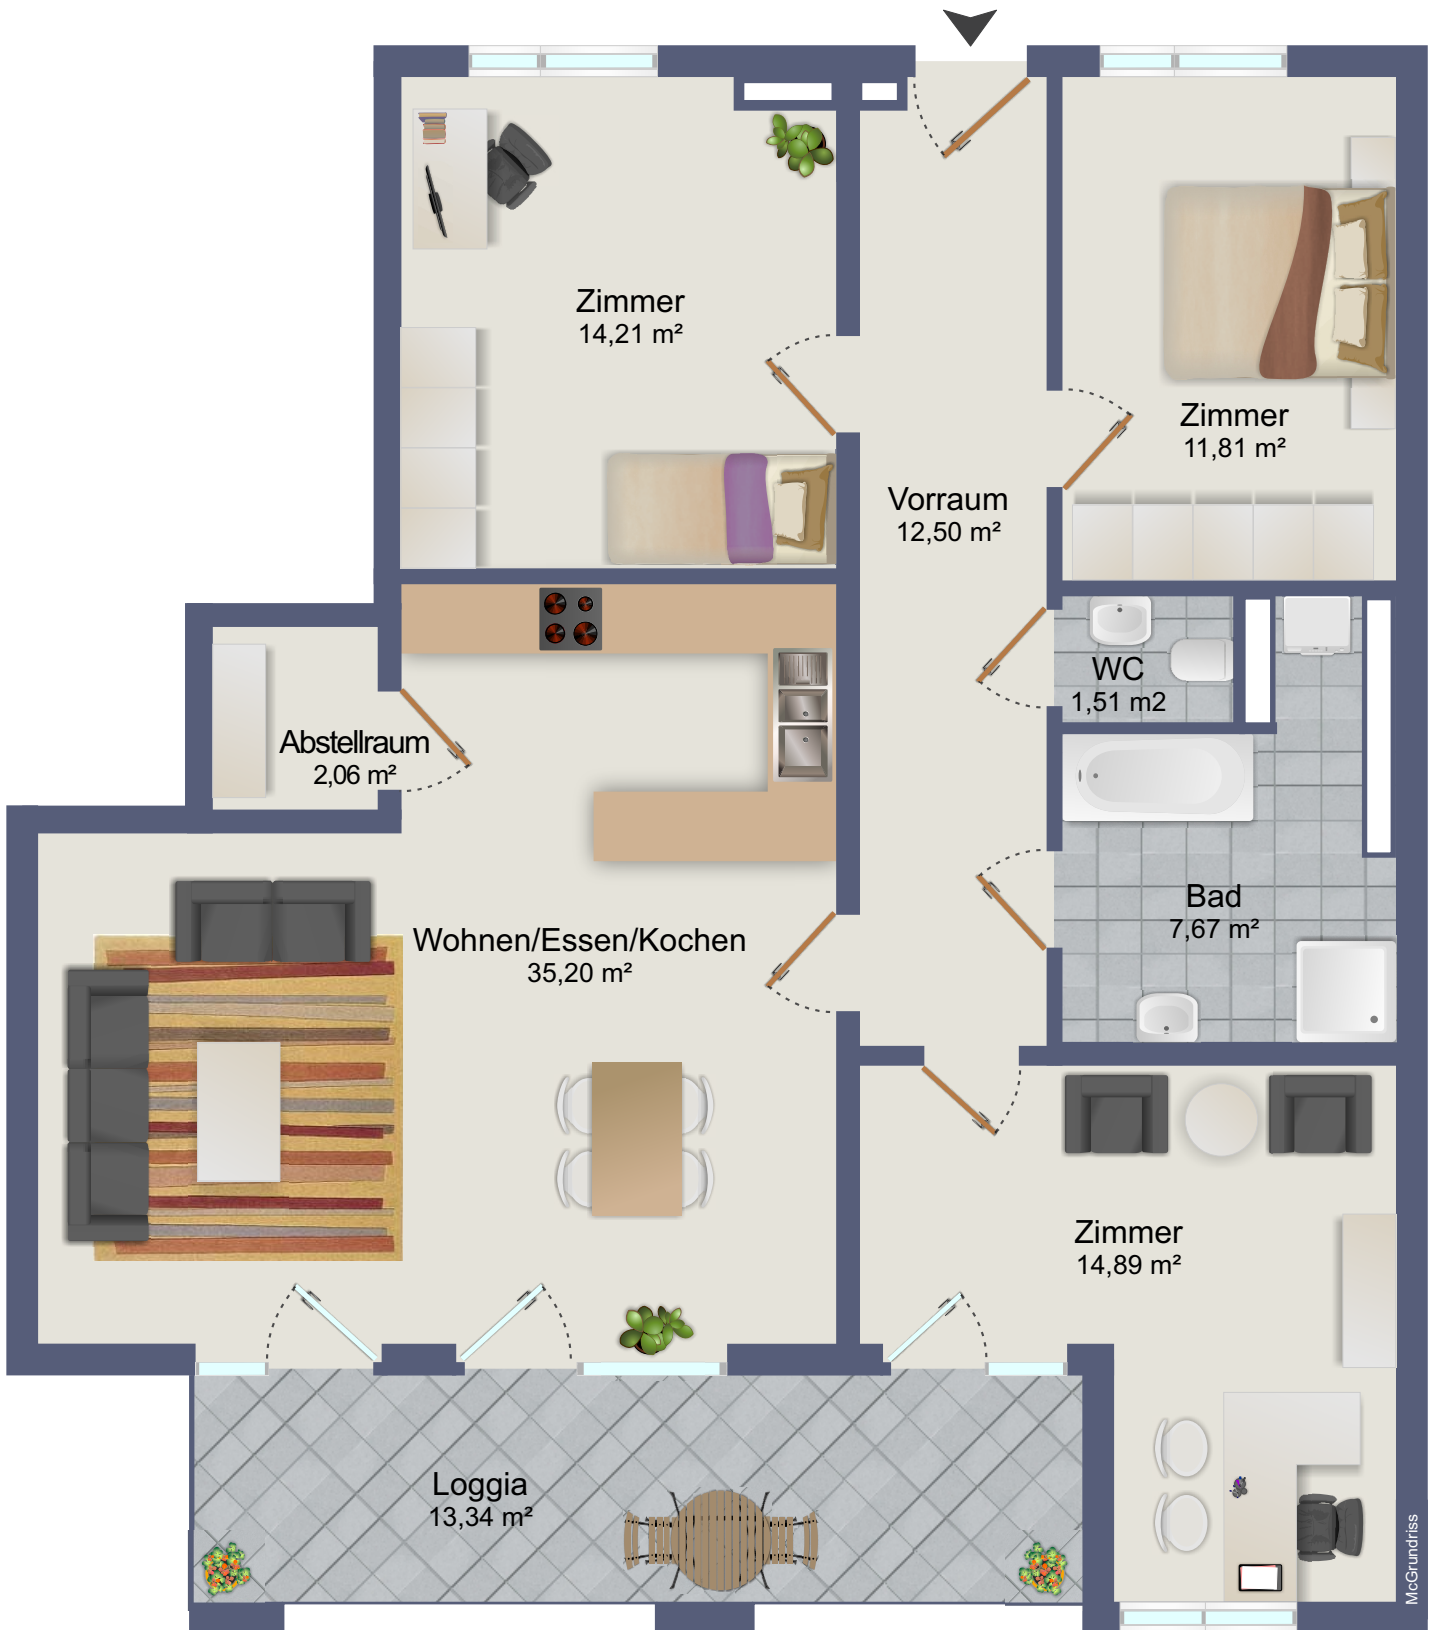 Zimmer
14,21 m²
Zimmer
11,81 m²
Vorraum
12,50 m²
WC
1,51 m2
Abstellraum
2,06 m²
Bad
7,67 m²
Wohnen/Essen/Kochen
35,20 m²
Zimmer
14,89 m²
Loggia
13,34 m²
McGrundriss